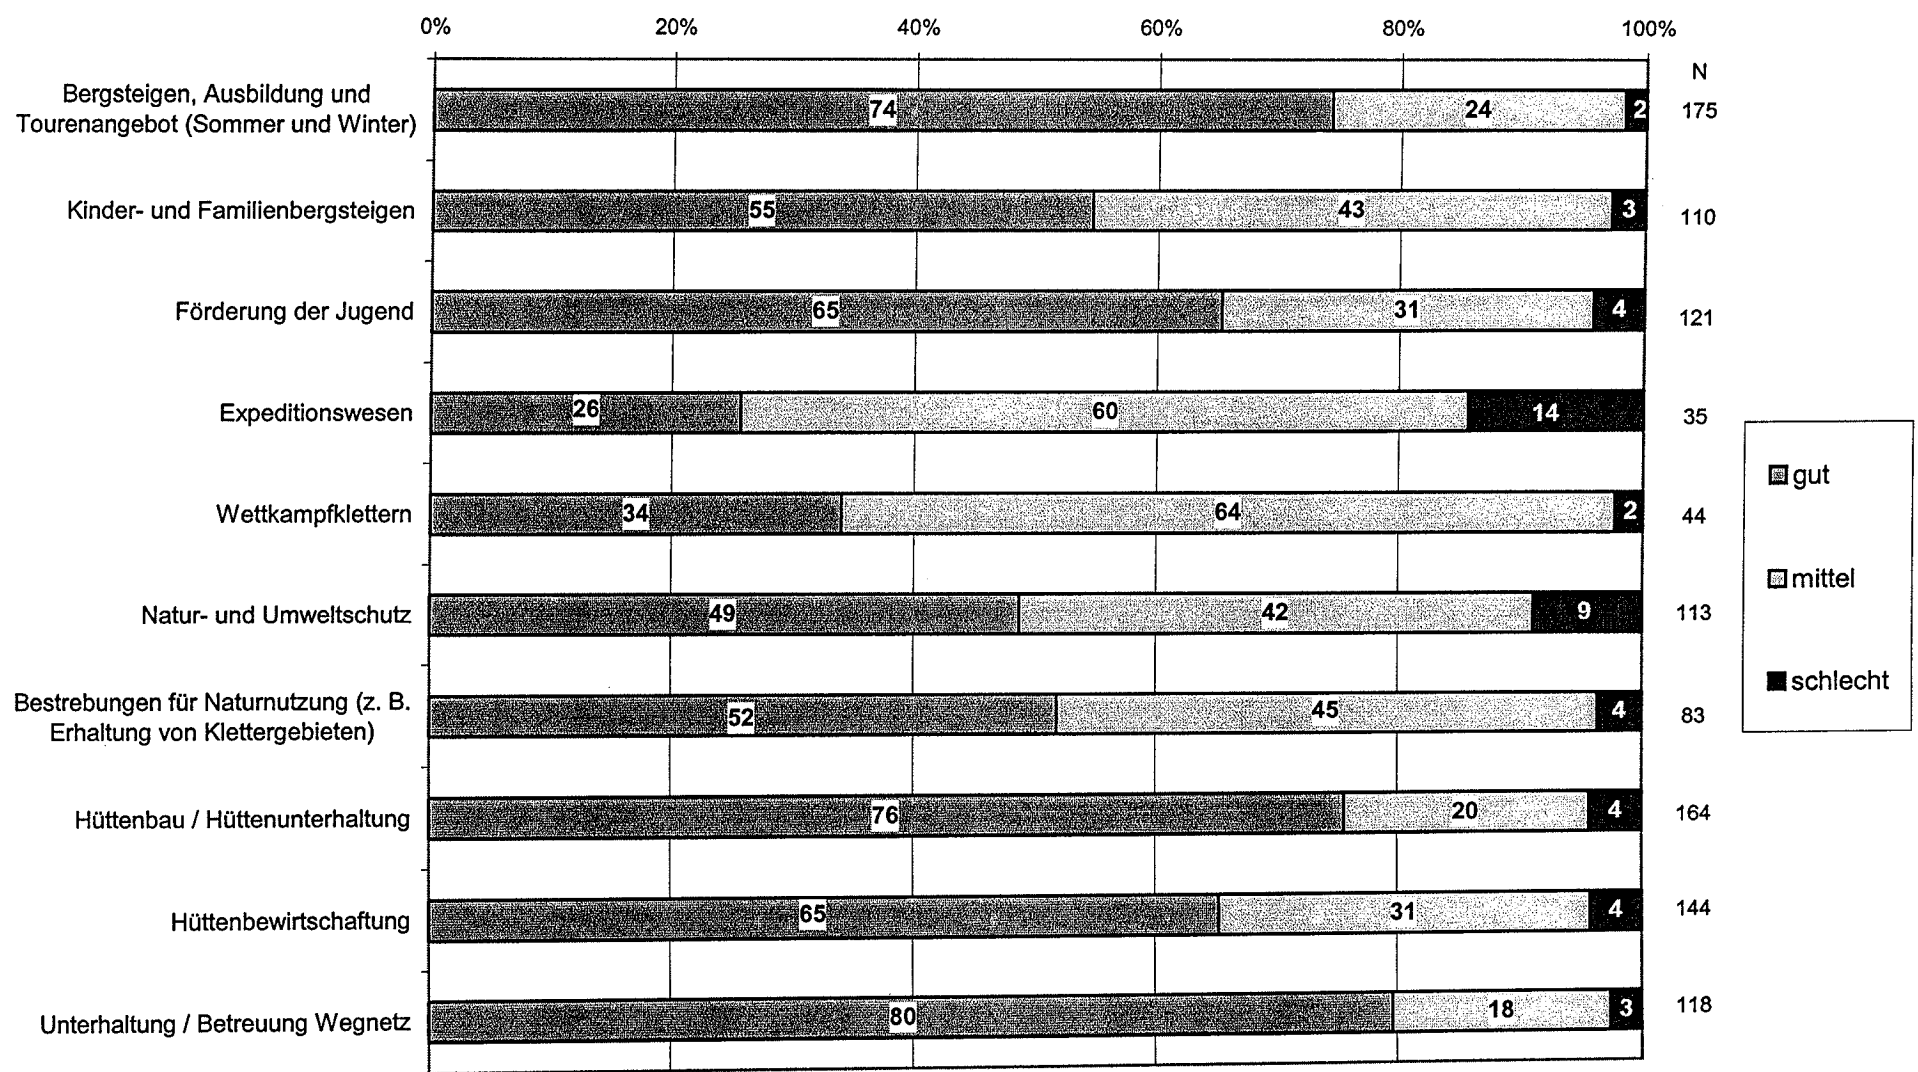 0% 20% 40% 60% 80% 100%
N
Bergsteigen, Ausbildung und
Tourenangebot (Sommer und Winter)
74 24 2 175
Kinder- und Familienbergsteigen 55 43 3 110
Förderung der Jugend 65 31 4 121
Expeditionswesen 26 60 14 35
Wettkampfklettern 34 64 2 44
Natur- und Umweltschutz 49 42 9 113
Bestrebungen für Naturnutzung (z. B.
Erhaltung von Klettergebieten)
52 45 4 83
Hüttenbau / Hüttenunterhaltung 76 20 4 164
Hüttenbewirtschaftung 65 31 4 144
Unterhaltung / Betreuung Wegnetz 80 18 3 118
gut
mittel
schlecht